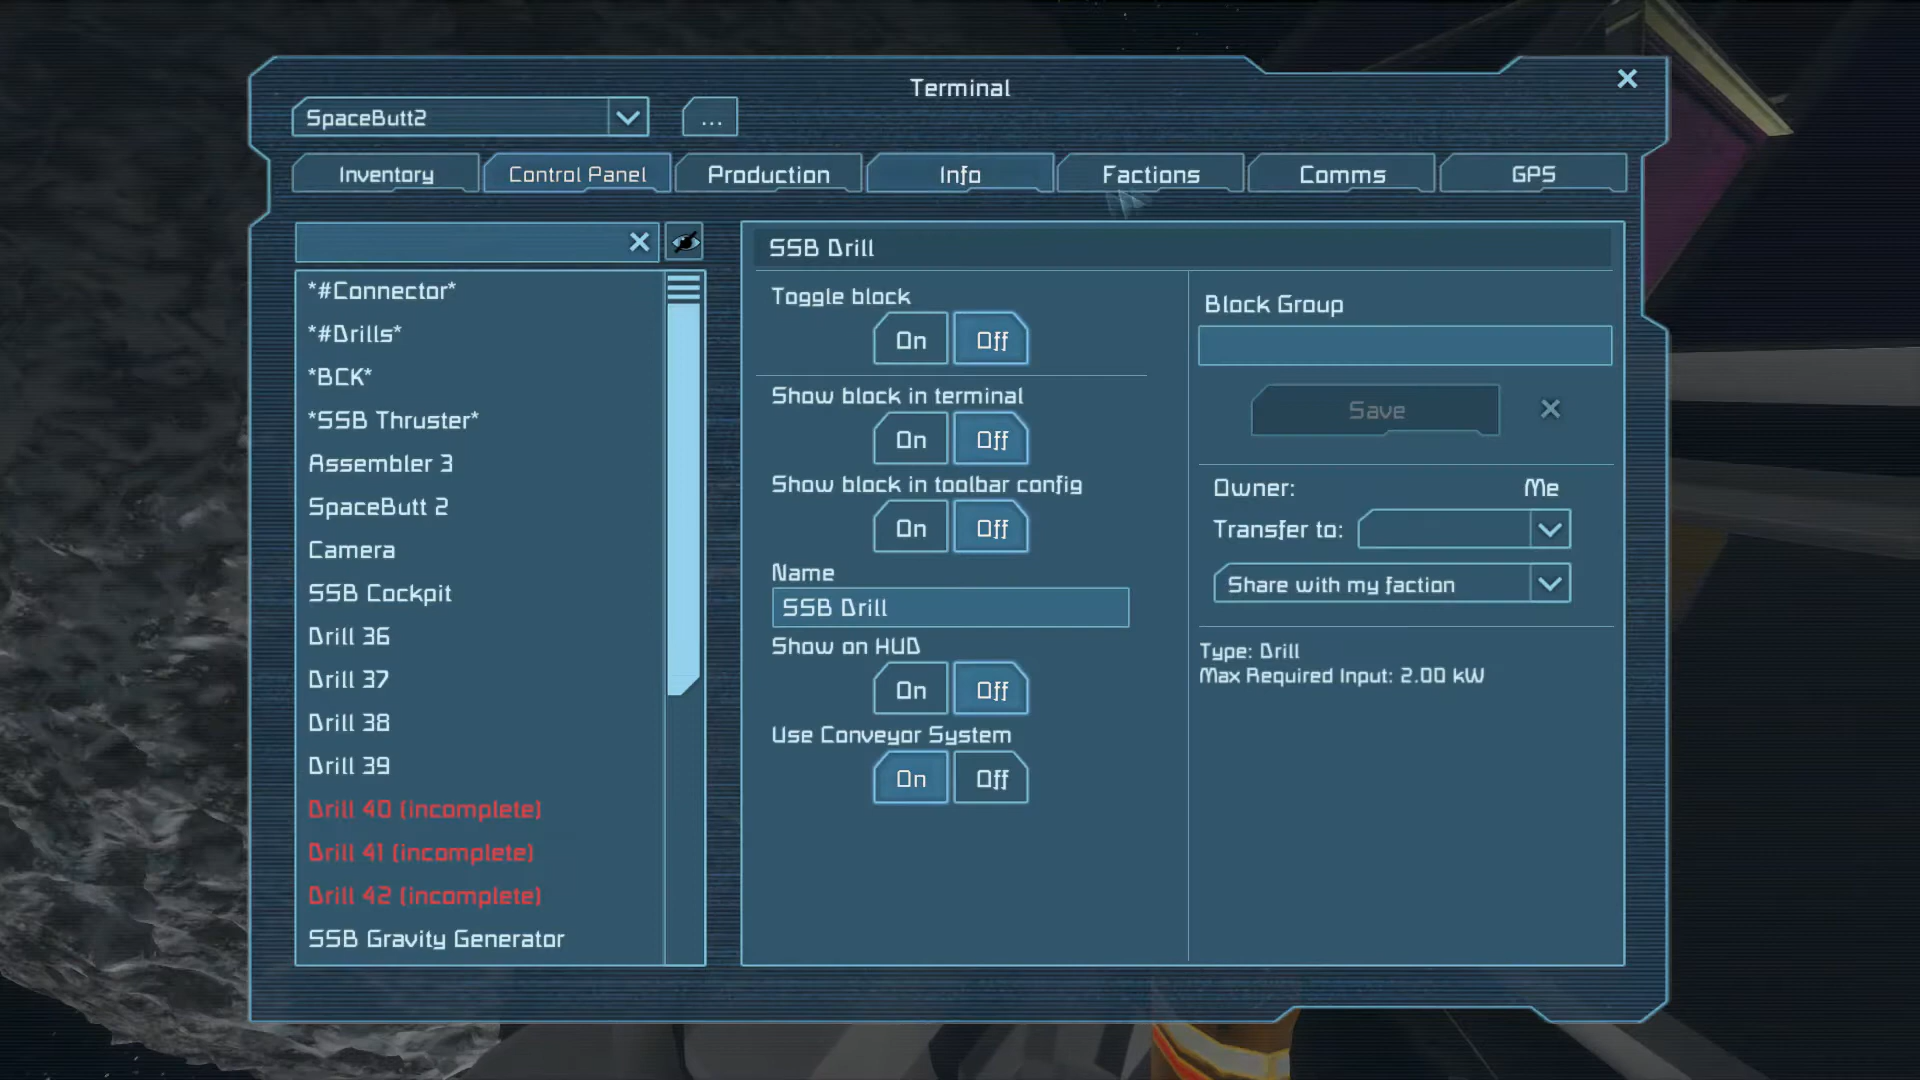 Terminal
SpaceButt2
...
Inventory
Control Panel
Production
Info
Factions
Comms
GPS
*#Connector*
*#Drills*
*BCK*
*SSB Thruster*
Assembler 3
SpaceButt 2
Camera
SSB Cockpit
Drill 36
Drill 37
Drill 38
Drill 39
Drill 40 (incomplete)
Drill 41 (incomplete)
Drill 42 (incomplete)
SSB Gravity Generator
SSB Drill
Toggle block
On Off
Show block in terminal
On Off
Show block in toolbar config
On Off
Name
SSB Drill
Show on HUD
On Off
Use Conveyor System
On Off
Block Group
Save
Owner: Me
Transfer to:
Share with my faction
Type: Drill
Max Required Input: 2.00 kW